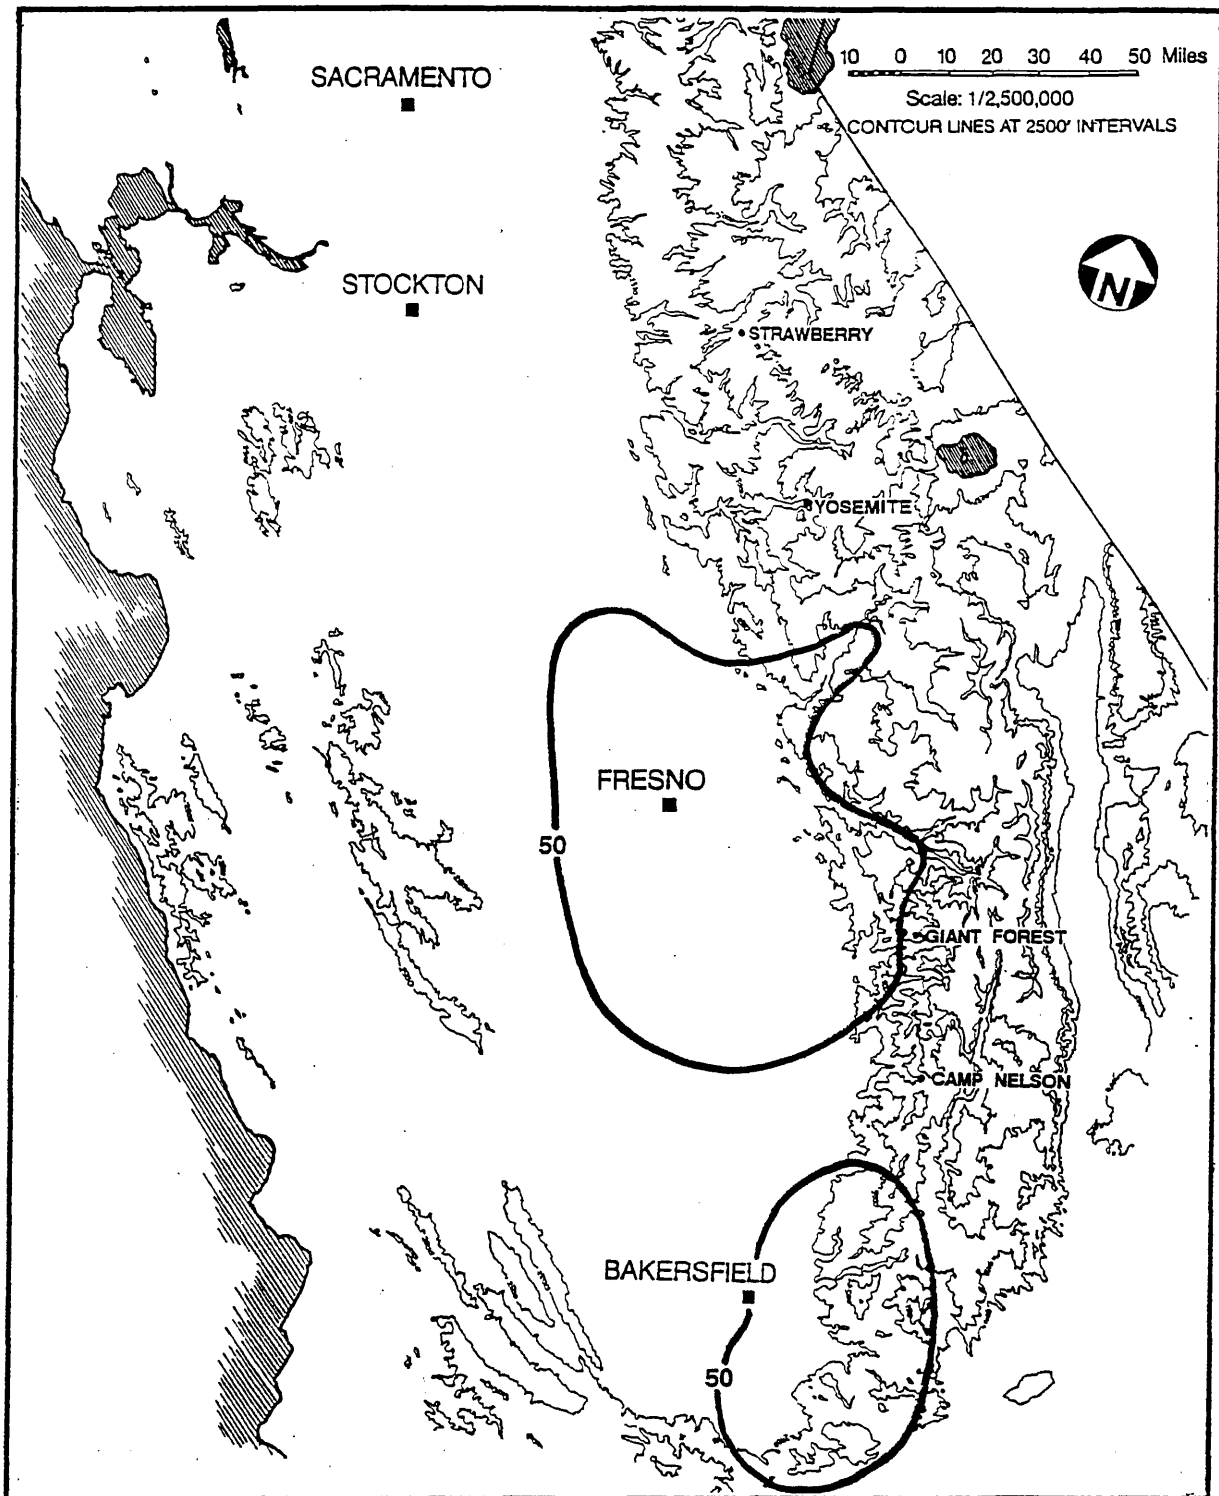 SACRAMENTO
10 0 10 20 30 40 50 Miles
Scale: 1/2,500,000
CONTOUR LINES AT 2500' INTERVALS
N
STOCKTON
STRAWBERRY
YOSEMITE
FRESNO
50
GIANT FOREST
CAMP NELSON
BAKERSFIELD
50